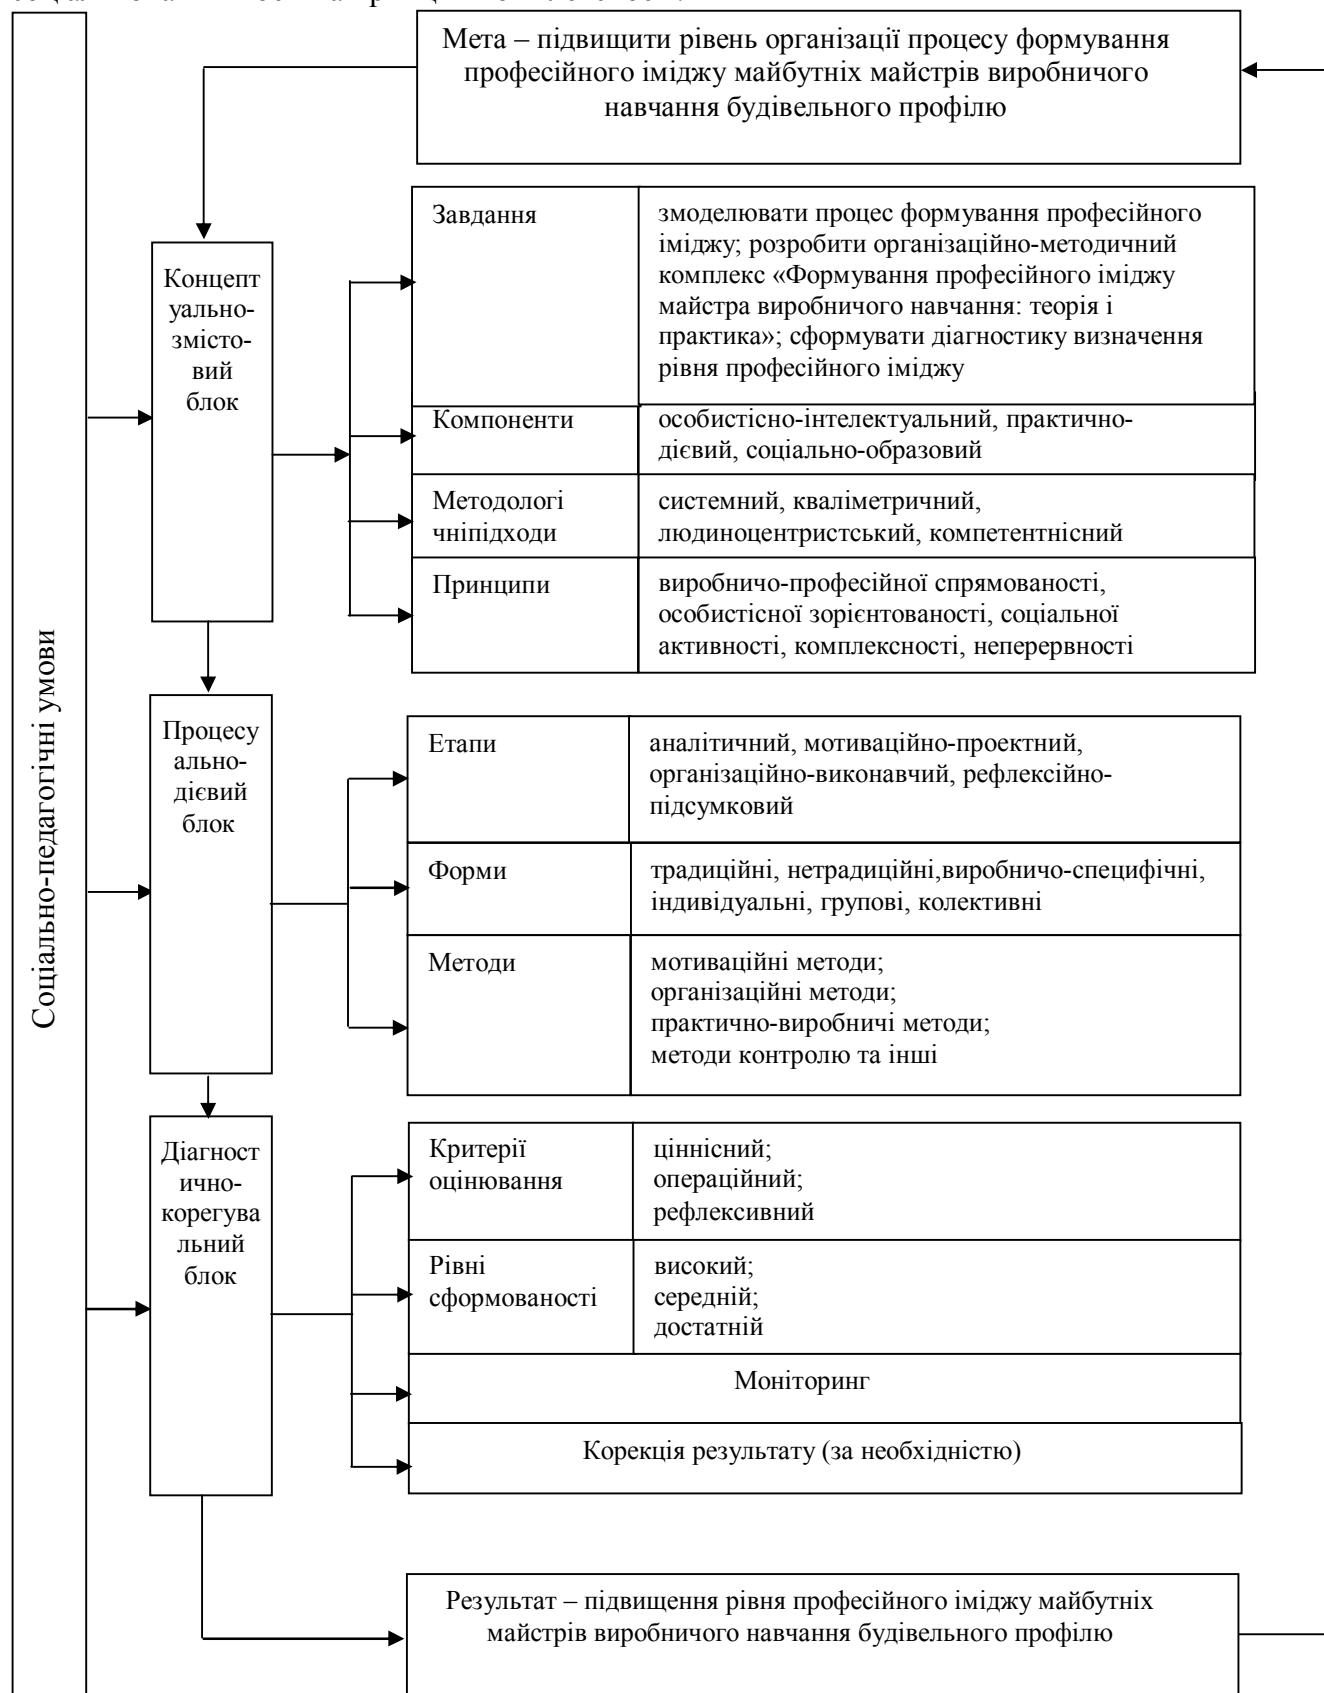 Мета – підвищити рівень організації процесу формування
професійного іміджу майбутніх майстрів виробничого
навчання будівельного профілю
Соціально-педагогічні умови
Концепт
уально-
змісто-
вий
блок
Завдання
змоделювати процес формування професійного
іміджу; розробити організаційно-методичний
комплекс «Формування професійного іміджу
майстра виробничого навчання: теорія і
практика»; сформувати діагностику визначення
рівня професійного іміджу
Компоненти
особистісно-інтелектуальний, практично-
дієвий, соціально-образовий
Методологі
чніпідходи
системний, кваліметричний,
людиноцентристський, компетентнісний
Принципи
виробничо-професійної спрямованості,
особистісної зорієнтованості, соціальної
активності, комплексності, неперервності
Процесу
ально-
дієвий
блок
Етапи
аналітичний, мотиваційно-проектний,
організаційно-виконавчий, рефлексійно-
підсумковий
Форми
традиційні, нетрадиційні,виробничо-специфічні,
індивідуальні, групові, колективні
Методи
мотиваційні методи;
організаційні методи;
практично-виробничі методи;
методи контролю та інші
Діагност
ично-
корегува
льний
блок
Критерії
оцінювання
ціннісний;
операційний;
рефлексивний
Рівні
сформованості
високий;
середній;
достатній
Моніторинг
Корекція результату (за необхідністю)
Результат – підвищення рівня професійного іміджу майбутніх
майстрів виробничого навчання будівельного профілю